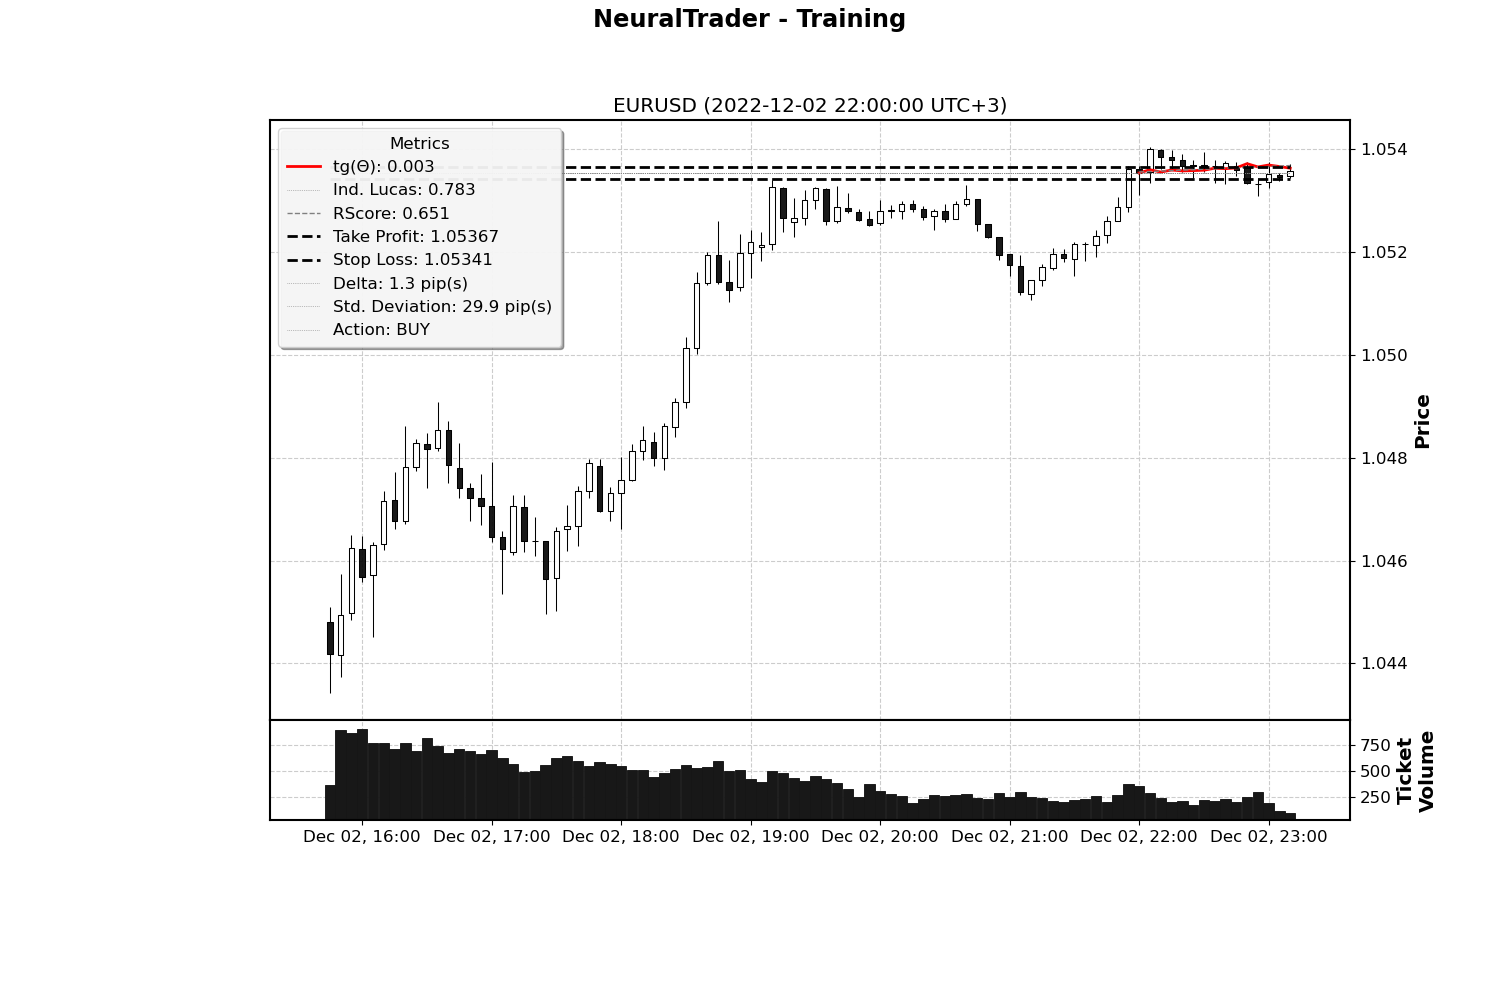 NeuralTrader - Training
EURUSD (2022-12-02 22:00:00 UTC+3)
Metrics
tg(Θ): 0.003
Ind. Lucas: 0.783
RScore: 0.651
Take Profit: 1.05367
Stop Loss: 1.05341
Delta: 1.3 pip(s)
Std. Deviation: 29.9 pip(s)
Action: BUY
1.054
1.052
1.050
1.048
1.046
1.044
Price
750
500
250
Ticket
Volume
Dec 02, 16:00
Dec 02, 17:00
Dec 02, 18:00
Dec 02, 19:00
Dec 02, 20:00
Dec 02, 21:00
Dec 02, 22:00
Dec 02, 23:00